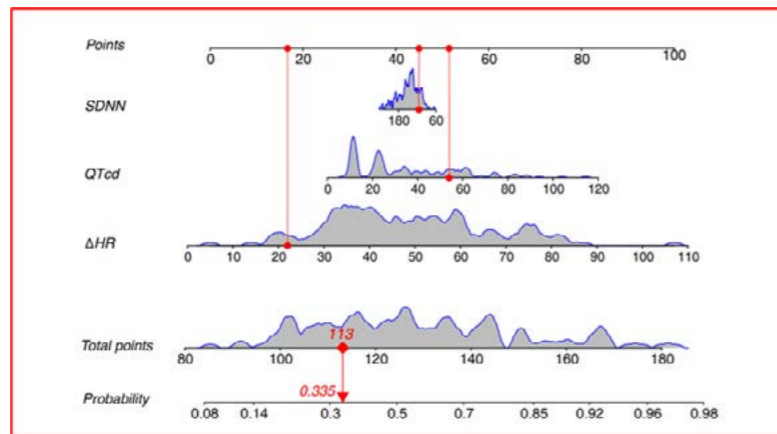 Points
0 20 40 60 80 100
SDNN
180 60
QTcd
0 20 40 60 80 100 120
ΔHR
0 10 20 30 40 50 60 70 80 90 100 110
113
Total points
80 100 120 140 160 180
0.335
Probability
0.08 0.14 0.3 0.5 0.7 0.85 0.92 0.96 0.98